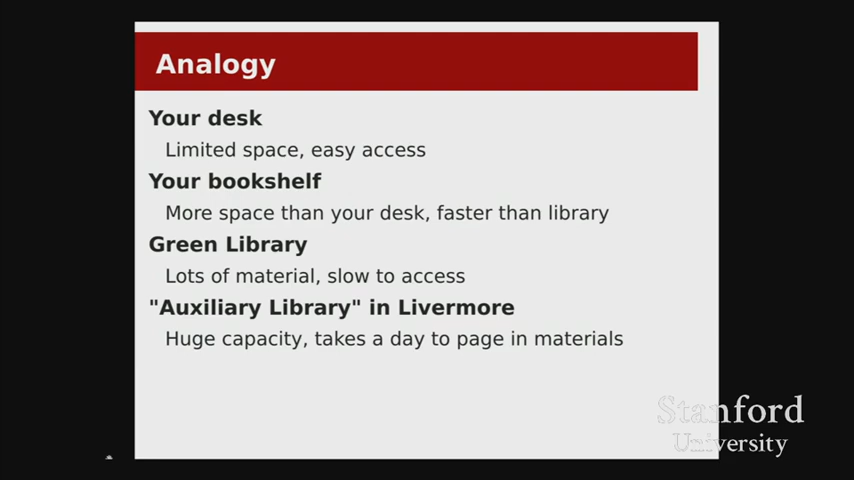 Analogy
Your desk
Limited space, easy access
Your bookshelf
More space than your desk, faster than library
Green Library
Lots of material, slow to access
"Auxiliary Library" in Livermore
Huge capacity, takes a day to page in materials
Stanford
University